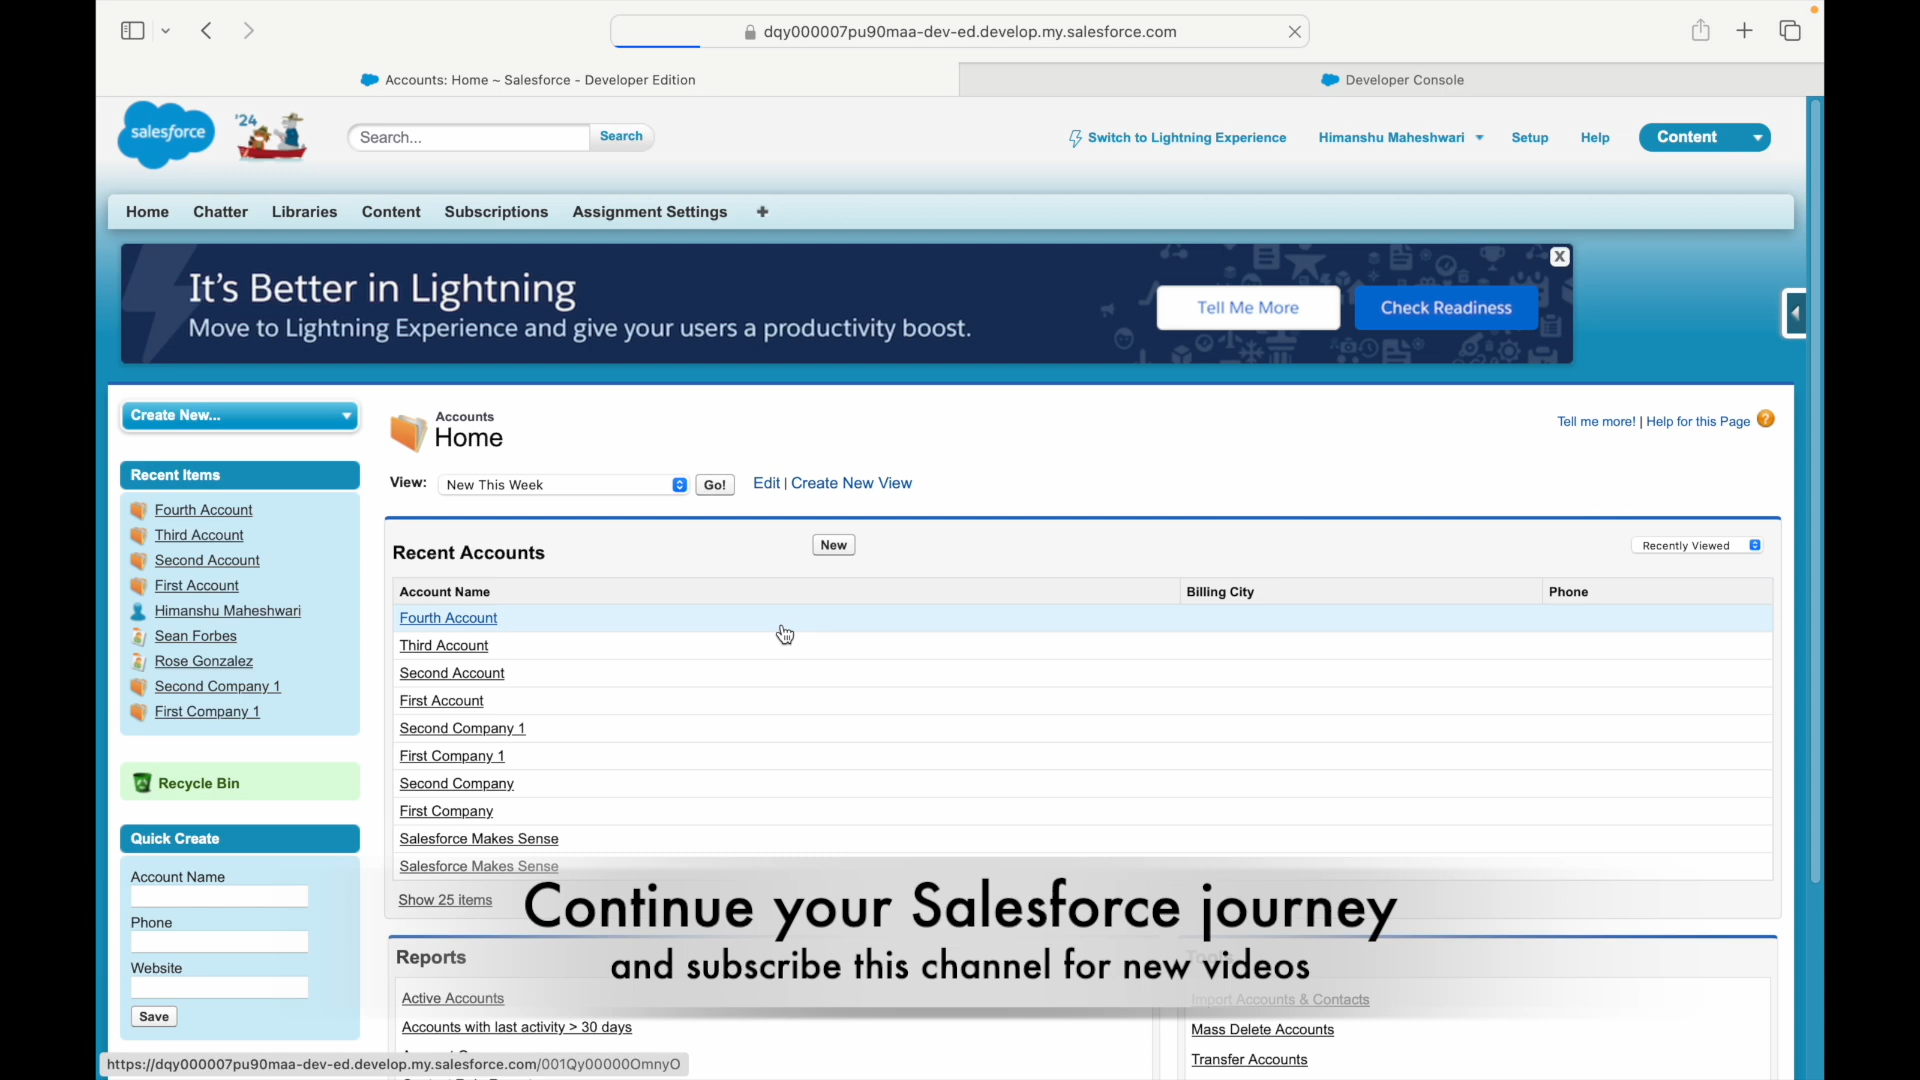 dqy000007pu90maa-dev-ed.develop.my.salesforce.com
Accounts: Home ~ Salesforce - Developer Edition
Developer Console
salesforce
'24
Search...
Search
Switch to Lightning Experience
Himanshu Maheshwari
Setup
Help
Content
Home
Chatter
Libraries
Content
Subscriptions
Assignment Settings
+
It's Better in Lightning
Move to Lightning Experience and give your users a productivity boost.
Tell Me More
Check Readiness
X
Create New...
Recent Items
Fourth Account
Third Account
Second Account
First Account
Himanshu Maheshwari
Sean Forbes
Rose Gonzalez
Second Company 1
First Company 1
Recycle Bin
Quick Create
Account Name
Phone
Website
Save
Accounts
Home
Tell me more! | Help for this Page ?
View:
New This Week
Go!
Edit | Create New View
Recent Accounts
New
Recently Viewed
Account Name
Billing City
Phone
Fourth Account
Third Account
Second Account
First Account
Second Company 1
First Company 1
Second Company
First Company
Salesforce Makes Sense
Salesforce Makes Sense
Show 25 items
Continue your Salesforce journey
and subscribe this channel for new videos
Reports
Active Accounts
Accounts with last activity > 30 days
Import Accounts & Contacts
Mass Delete Accounts
Transfer Accounts
https://dqy000007pu90maa-dev-ed.develop.my.salesforce.com/001Qy00000OmnyO